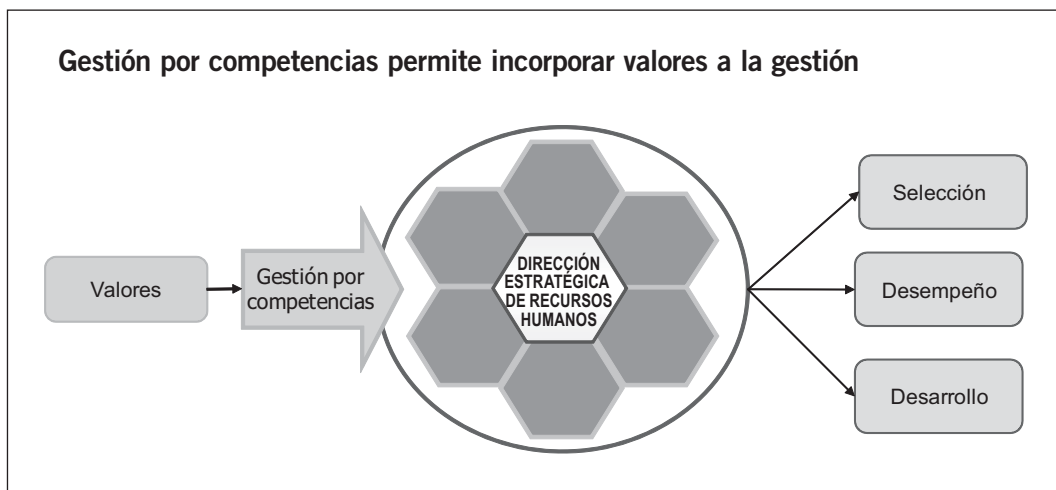 Gestión por competencias permite incorporar valores a la gestión
Valores
Gestión por
competencias
DIRECCIÓN
ESTRATÉGICA
DE RECURSOS
HUMANOS
Selección
Desempeño
Desarrollo